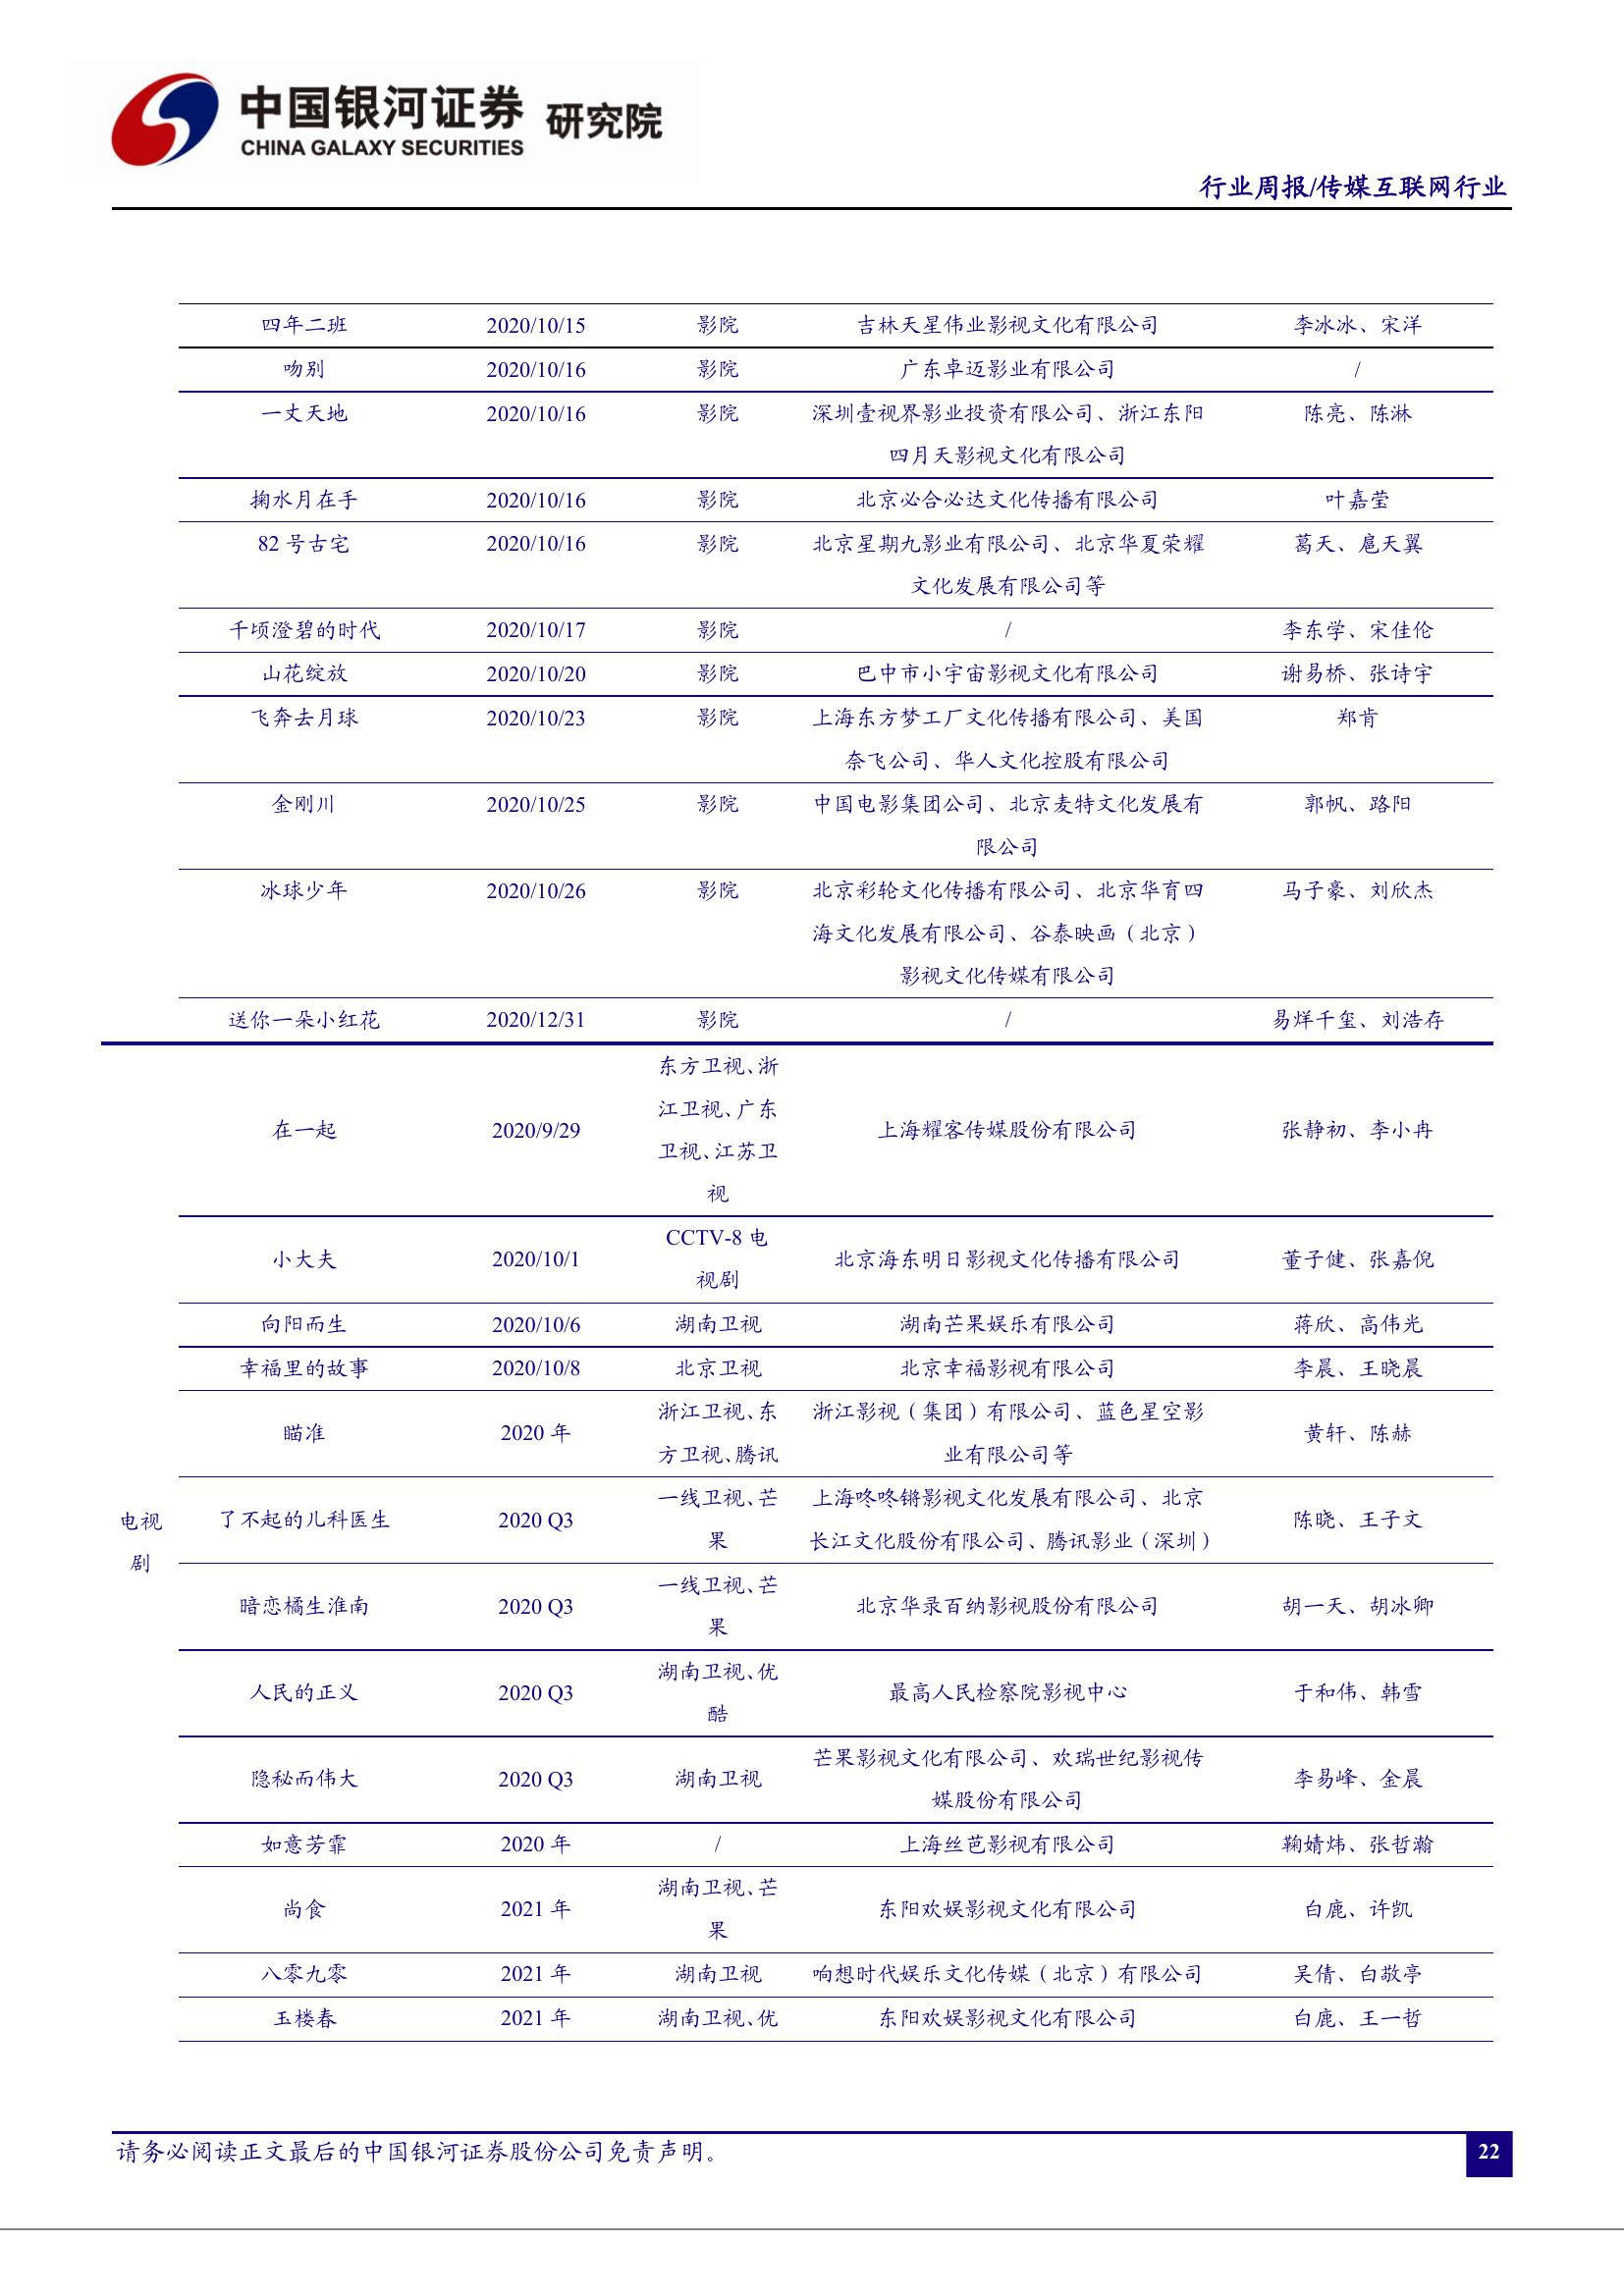 中国银河证券 研究院
CHINA GALAXY SECURITIES
行业周报/传媒互联网行业
四年二班 2020/10/15 影院 吉林天星伟业影视文化有限公司 李冰冰、宋洋
吻别 2020/10/16 影院 广东卓迈影业有限公司 /
一丈天地 2020/10/16 影院 深圳壹视界影业投资有限公司、浙江东阳 陈亮、陈淋
四月天影视文化有限公司
掬水月在手 2020/10/16 影院 北京必合必达文化传播有限公司 叶嘉莹
82 号古宅 2020/10/16 影院 北京星期九影业有限公司、北京华夏荣耀 葛天、扈天翼
文化发展有限公司等
千顷澄碧的时代 2020/10/17 影院 / 李东学、宋佳伦
山花绽放 2020/10/20 影院 巴中市小宇宙影视文化有限公司 谢易桥、张诗宇
飞奔去月球 2020/10/23 影院 上海东方梦工厂文化传播有限公司、美国 郑肯
奈飞公司、华人文化控股有限公司
金刚川 2020/10/25 影院 中国电影集团公司、北京麦特文化发展有 郭帆、路阳
限公司
冰球少年 2020/10/26 影院 北京彩轮文化传播有限公司、北京华育四 马子豪、刘欣杰
海文化发展有限公司、谷泰映画（北京）
影视文化传媒有限公司
送你一朵小红花 2020/12/31 影院 / 易烊千玺、刘浩存
东方卫视、浙
江卫视、广东
在一起 2020/9/29 上海耀客传媒股份有限公司 张静初、李小冉
卫视、江苏卫
视
CCTV-8 电
小大夫 2020/10/1 北京海东明日影视文化传播有限公司 董子健、张嘉倪
视剧
向阳而生 2020/10/6 湖南卫视 湖南芒果娱乐有限公司 蒋欣、高伟光
幸福里的故事 2020/10/8 北京卫视 北京幸福影视有限公司 李晨、王晓晨
浙江卫视、东 浙江影视（集团）有限公司、蓝色星空影
瞄准 2020 年 黄轩、陈赫
方卫视、腾讯 业有限公司等
一线卫视、芒 上海咚咚锵影视文化发展有限公司、北京
电视 了不起的儿科医生 2020 Q3 陈晓、王子文
果 长江文化股份有限公司、腾讯影业（深圳）
剧
一线卫视、芒
暗恋橘生淮南 2020 Q3 北京华录百纳影视股份有限公司 胡一天、胡冰卿
果
湖南卫视、优
人民的正义 2020 Q3 最高人民检察院影视中心 于和伟、韩雪
酷
芒果影视文化有限公司、欢瑞世纪影视传
隐秘而伟大 2020 Q3 湖南卫视 李易峰、金晨
媒股份有限公司
如意芳霏 2020 年 / 上海丝芭影视有限公司 鞠婧炜、张哲瀚
湖南卫视、芒
尚食 2021 年 东阳欢娱影视文化有限公司 白鹿、许凯
果
八零九零 2021 年 湖南卫视 响想时代娱乐文化传媒（北京）有限公司 吴倩、白敬亭
玉楼春 2021 年 湖南卫视、优 东阳欢娱影视文化有限公司 白鹿、王一哲
请务必阅读正文最后的中国银河证券股份公司免责声明。 22